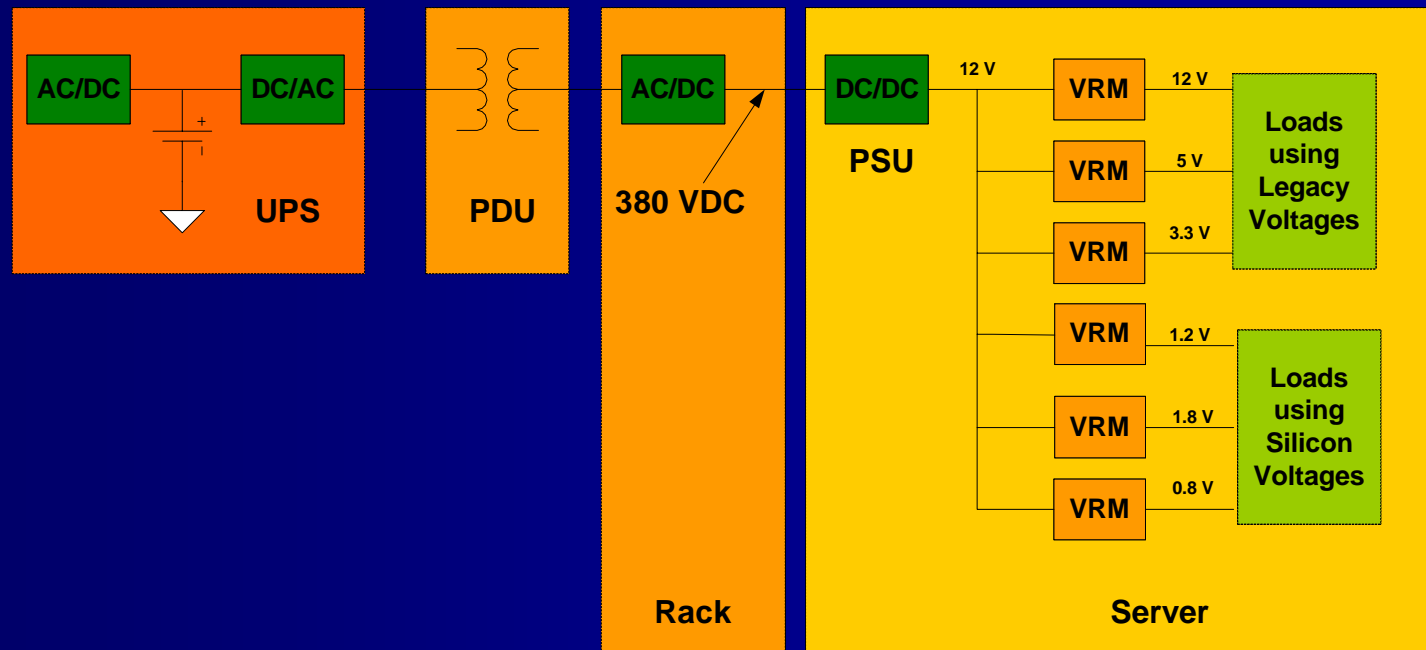 AC/DC
DC/AC
+
–
UPS
PDU
AC/DC
380 VDC
Rack
DC/DC
PSU
12 V
VRM
12 V
VRM
5 V
VRM
3.3 V
Loads
using
Legacy
Voltages
VRM
1.2 V
VRM
1.8 V
VRM
0.8 V
Loads
using
Silicon
Voltages
Server